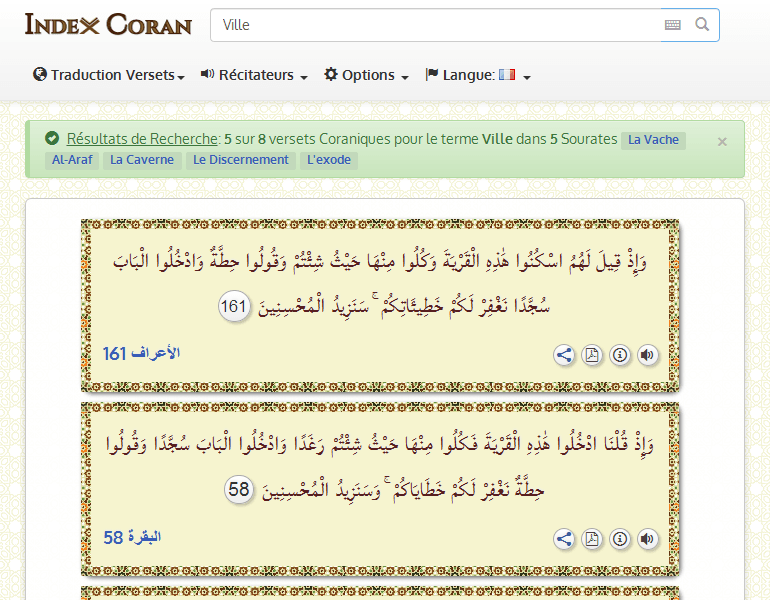 INDEX CORAN
Ville
Traduction Versets
Récitateurs
Options
Langue:
Résultats de Recherche: 5 sur 8 versets Coraniques pour le terme Ville dans 5 Sourates La Vache
Al-Araf La Caverne Le Discernement L'exode
×
وَإِذْ قِيلَ لَهُمُ اسْكُنُوا هَٰذِهِ الْقَرْيَةَ وَكُلُوا مِنْهَا حَيْثُ شِئْتُمْ وَقُولُوا حِطَّةٌ وَادْخُلُوا الْبَابَ
سُجَّدًا نَغْفِرْ لَكُمْ خَطِيئَاتِكُمْ ۚ سَنَزِيدُ الْمُحْسِنِينَ 161
الأعراف 161
وَإِذْ قُلْنَا ادْخُلُوا هَٰذِهِ الْقَرْيَةَ فَكُلُوا مِنْهَا حَيْثُ شِئْتُمْ رَغَدًا وَادْخُلُوا الْبَابَ سُجَّدًا وَقُولُوا
حِطَّةٌ نَغْفِرْ لَكُمْ خَطَايَاكُمْ ۚ وَسَنَزِيدُ الْمُحْسِنِينَ 58
البقرة 58